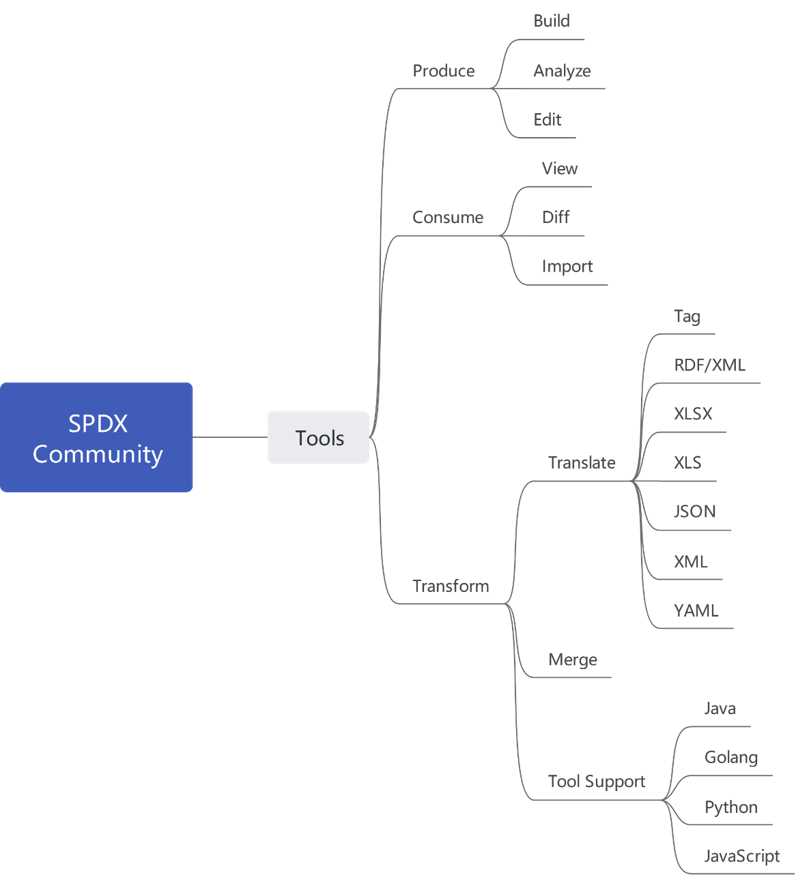 SPDX
Community
Tools
Produce
Build
Analyze
Edit
Consume
View
Diff
Import
Transform
Translate
Tag
RDF/XML
XLSX
XLS
JSON
XML
YAML
Merge
Tool Support
Java
Golang
Python
JavaScript